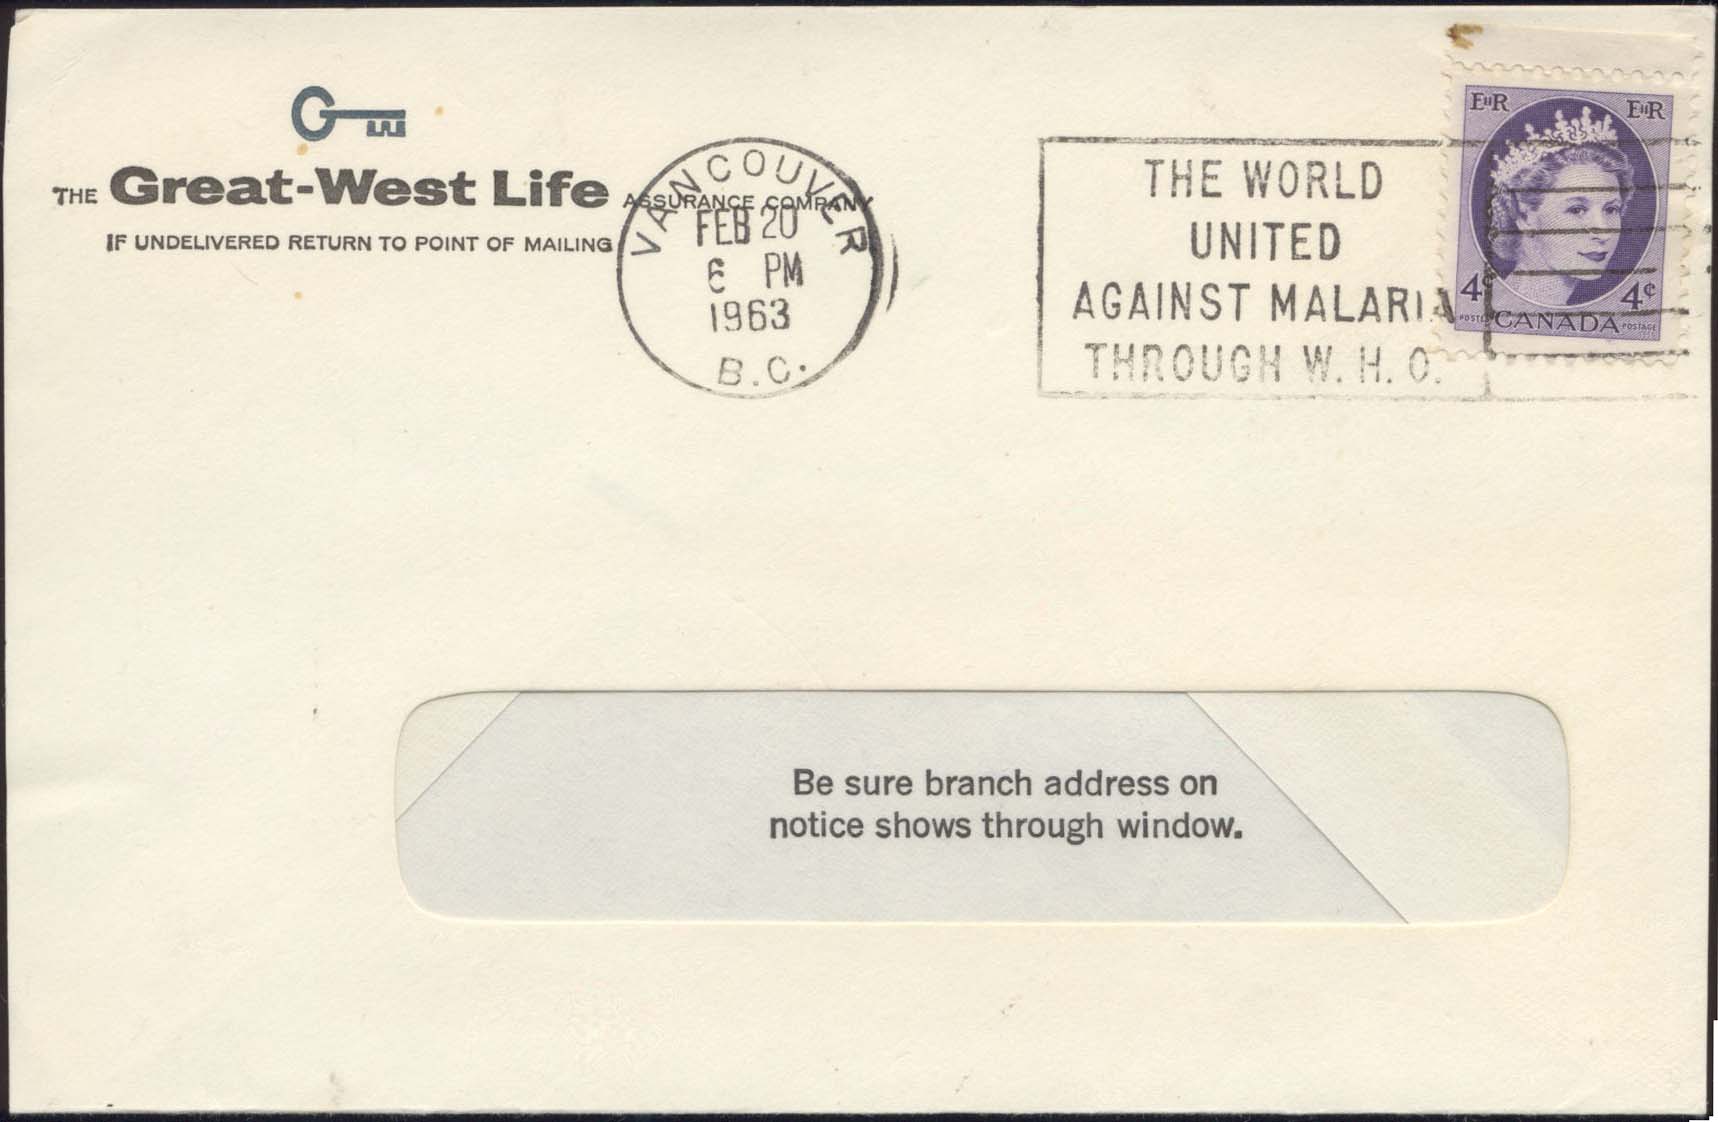 THE Great-West Life ASSURANCE COMPANY
IF UNDELIVERED RETURN TO POINT OF MAILING
VANCOUVER
FEB 20
6 PM
1963
B.C.
THE WORLD
UNITED
AGAINST MALARIA
THROUGH W. H. O.
EIIR EIIR
4¢ 4¢
POSTES CANADA POSTAGE
Be sure branch address on
notice shows through window.